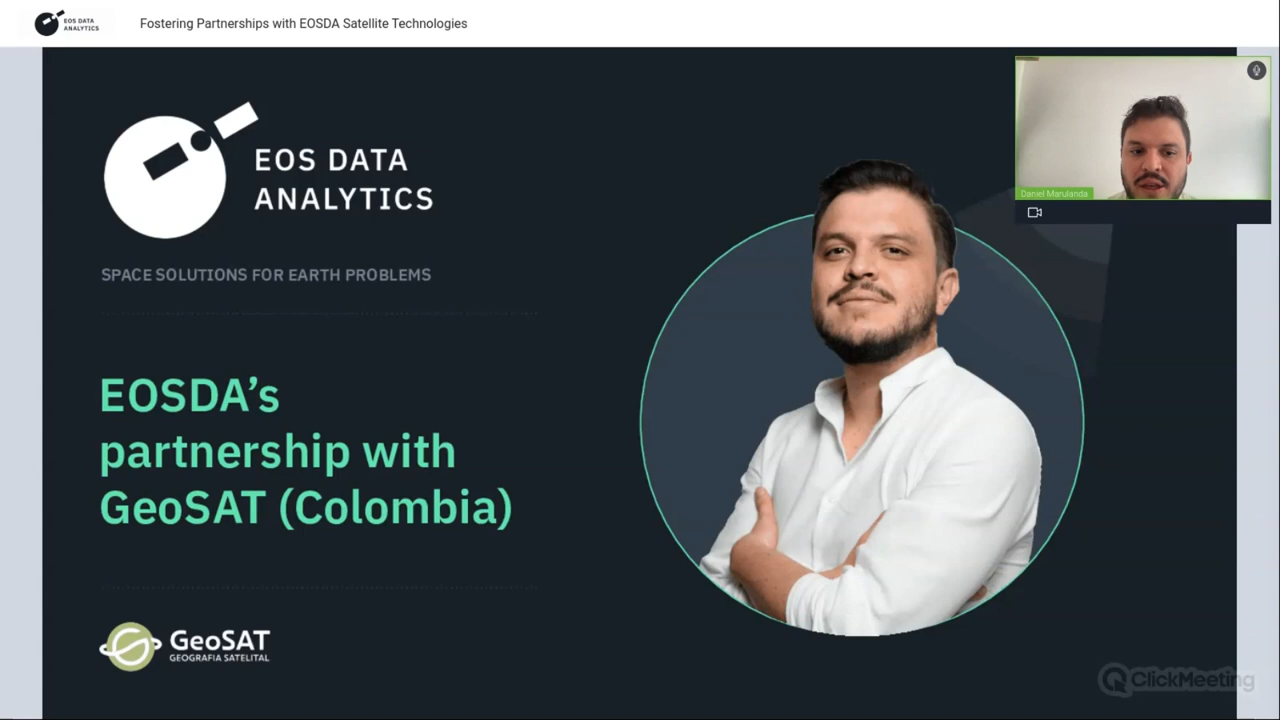 EOS DATA
ANALYTICS
Fostering Partnerships with EOSDA Satellite Technologies
EOS DATA
ANALYTICS
SPACE SOLUTIONS FOR EARTH PROBLEMS
EOSDA’s
partnership with
GeoSAT (Colombia)
GeoSAT
GEOGRAFIA SATELITAL
Daniel Marulanda
ClickMeeting